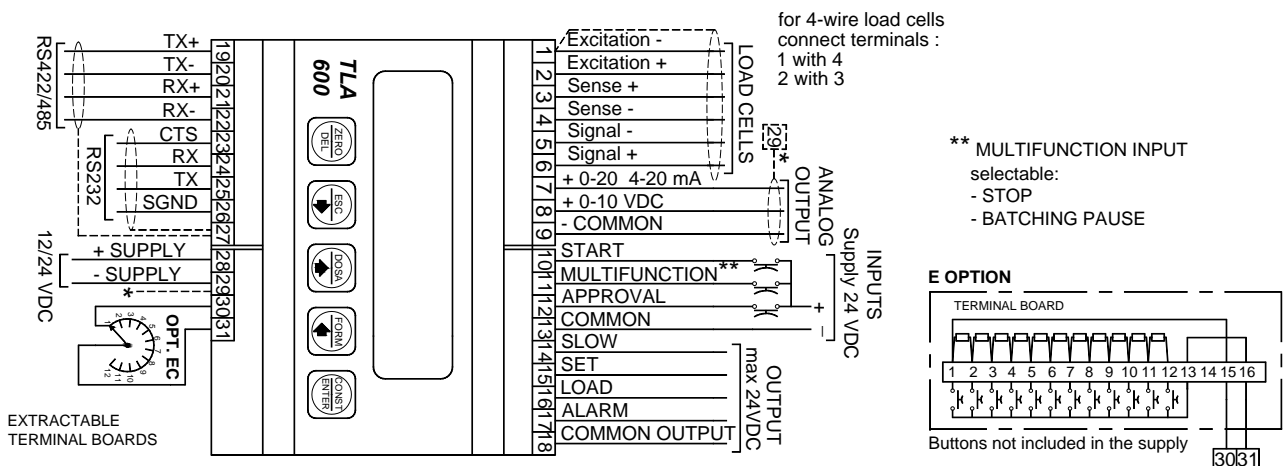 for 4-wire load cells
connect terminals :
1 with 4
2 with 3
RS422/485
TX+
TX-
RX+
RX-
RS232
CTS
RX
TX
SGND
12/24 VDC
+ SUPPLY
- SUPPLY
*
OPT. EC
1
2
3
4
5
6
7
8
9
10
11
12
EXTRACTABLE
TERMINAL BOARDS
19
20
21
22
23
24
25
26
27
28
29
30
31
TLA
600
ZERO
DEL
ESC
DOSA
FORM
CONST
ENTER
1
2
3
4
5
6
7
8
9
10
11
12
13
14
15
16
17
18
Excitation -
Excitation +
Sense +
Sense -
Signal -
Signal +
LOAD CELLS
+ 0-20 4-20 mA
+ 0-10 VDC
- COMMON
ANALOG
OUTPUT
29
*
START
MULTIFUNCTION**
APPROVAL
COMMON
+
–
INPUTS
Supply 24 VDC
SLOW
SET
LOAD
ALARM
COMMON OUTPUT
OUTPUT
max 24VDC
** MULTIFUNCTION INPUT
selectable:
- STOP
- BATCHING PAUSE
E OPTION
TERMINAL BOARD
1 2 3 4 5 6 7 8 9 10 11 12 13 14 15 16
Buttons not included in the supply
30 31